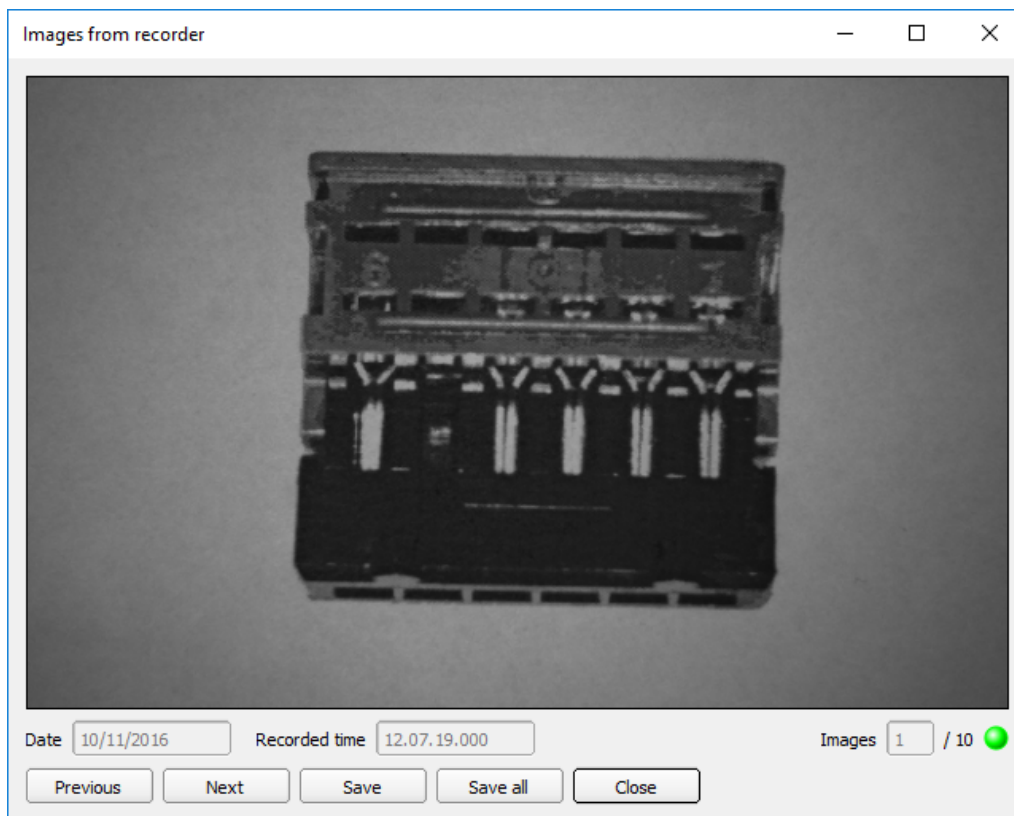 Images from recorder
Date 10/11/2016 Recorded time 12.07.19.000 Images 1 / 10
Previous Next Save Save all Close